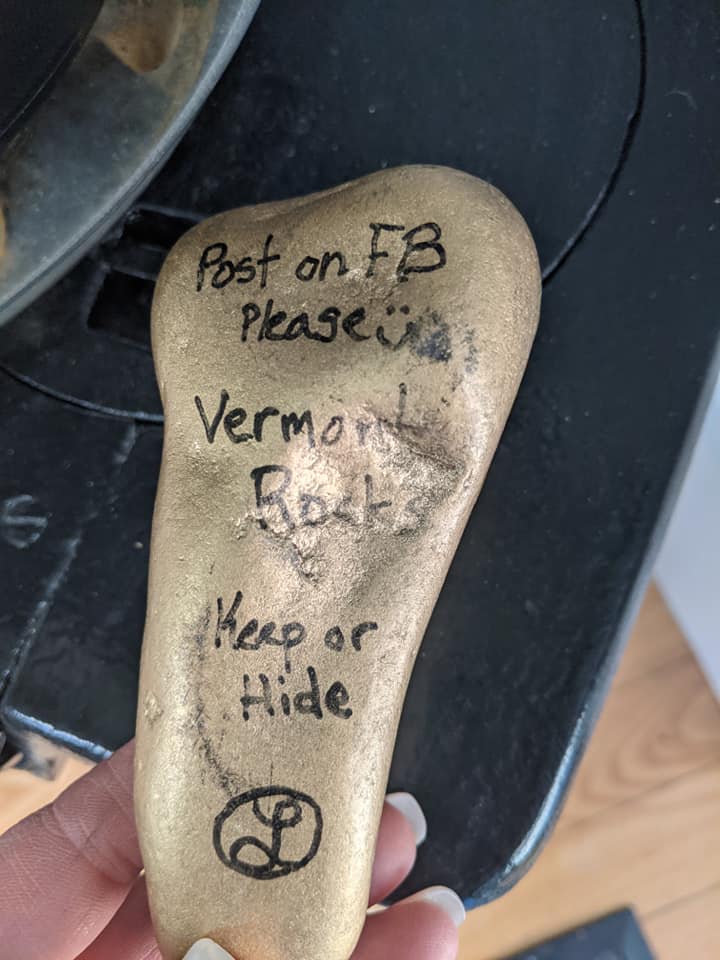 Post on FB
Please
Vermont
Rocks
Keep or
Hide